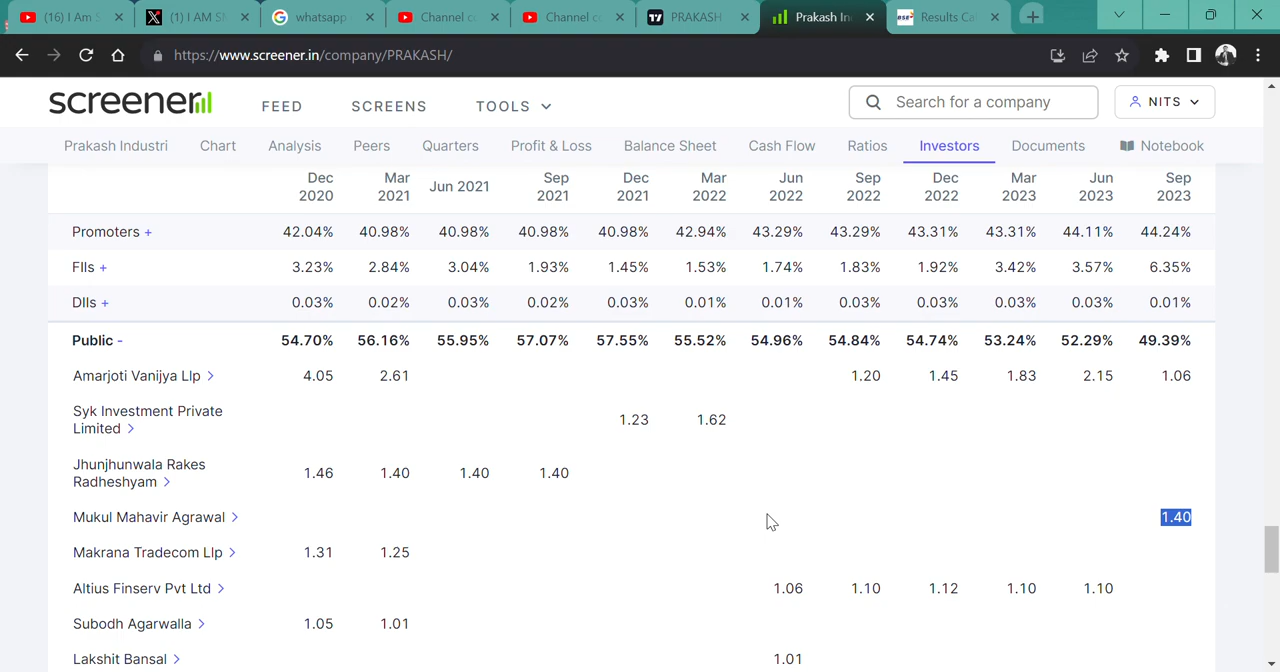 (16) I AM S
(1) I AM SM
whatsapp
Channel co
Channel co
PRAKASH
Prakash Ind
BSE
Results Cal
https://www.screener.in/company/PRAKASH/
screener
FEED
SCREENS
TOOLS
Search for a company
NITS
Prakash Industri
Chart
Analysis
Peers
Quarters
Profit & Loss
Balance Sheet
Cash Flow
Ratios
Investors
Documents
Notebook
Dec 2020 Mar 2021 Jun 2021 Sep 2021 Dec 2021 Mar 2022 Jun 2022 Sep 2022 Dec 2022 Mar 2023 Jun 2023 Sep 2023
Promoters + 42.04% 40.98% 40.98% 40.98% 40.98% 42.94% 43.29% 43.29% 43.31% 43.31% 44.11% 44.24%
FIIs + 3.23% 2.84% 3.04% 1.93% 1.45% 1.53% 1.74% 1.83% 1.92% 3.42% 3.57% 6.35%
DIIs + 0.03% 0.02% 0.03% 0.02% 0.03% 0.01% 0.01% 0.03% 0.03% 0.03% 0.03% 0.01%
Public - 54.70% 56.16% 55.95% 57.07% 57.55% 55.52% 54.96% 54.84% 54.74% 53.24% 52.29% 49.39%
Amarjoti Vanijya Llp > 4.05 2.61 1.20 1.45 1.83 2.15 1.06
Syk Investment Private
Limited > 1.23 1.62
Jhunjhunwala Rakes
Radheshyam > 1.46 1.40 1.40 1.40
Mukul Mahavir Agrawal > 1.40
Makrana Tradecom Llp > 1.31 1.25
Altius Finserv Pvt Ltd > 1.06 1.10 1.12 1.10 1.10
Subodh Agarwalla > 1.05 1.01
Lakshit Bansal > 1.01